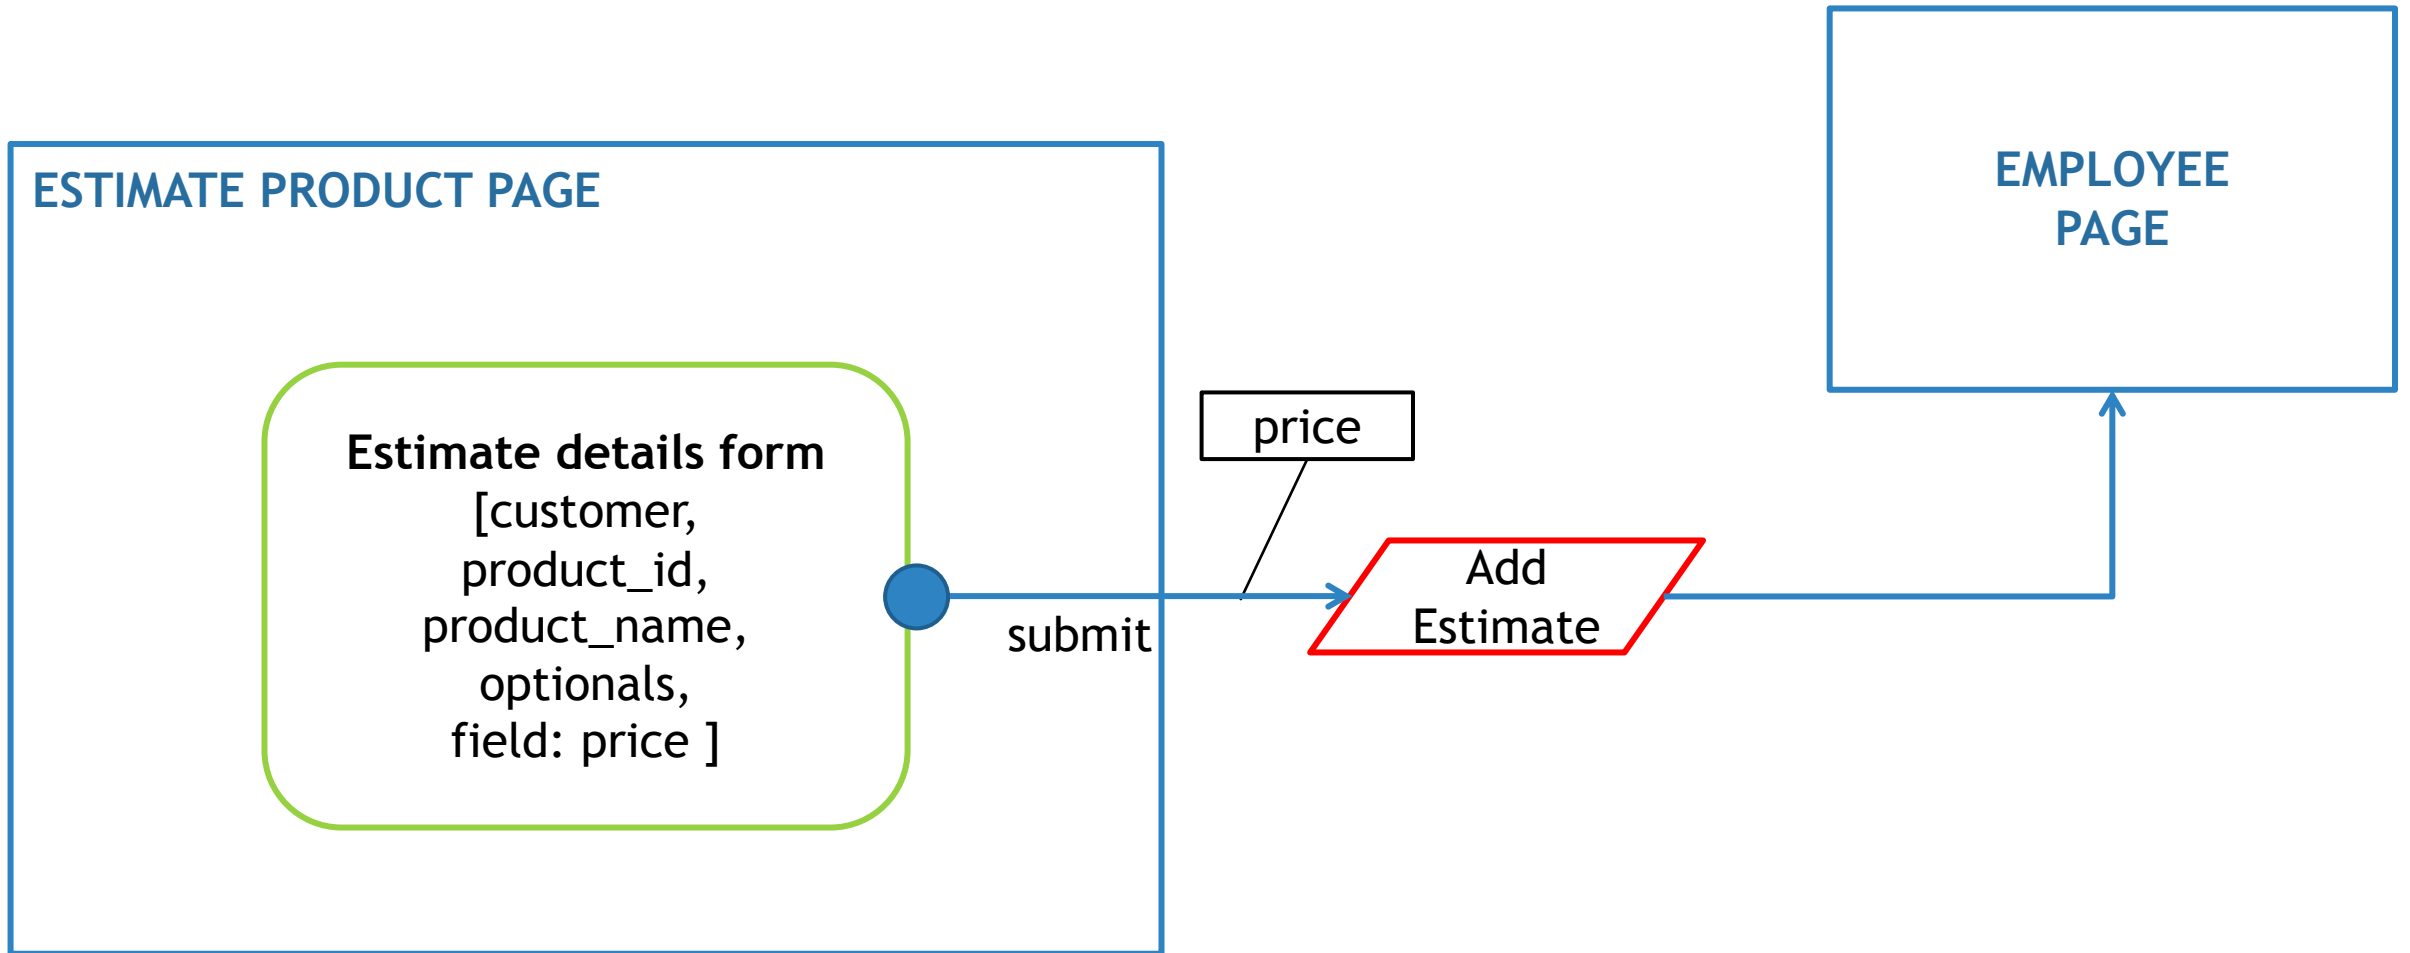 EMPLOYEE
PAGE
ESTIMATE PRODUCT PAGE
Estimate details form
[customer,
product_id,
product_name,
optionals,
field: price ]
submit
price
Add
Estimate